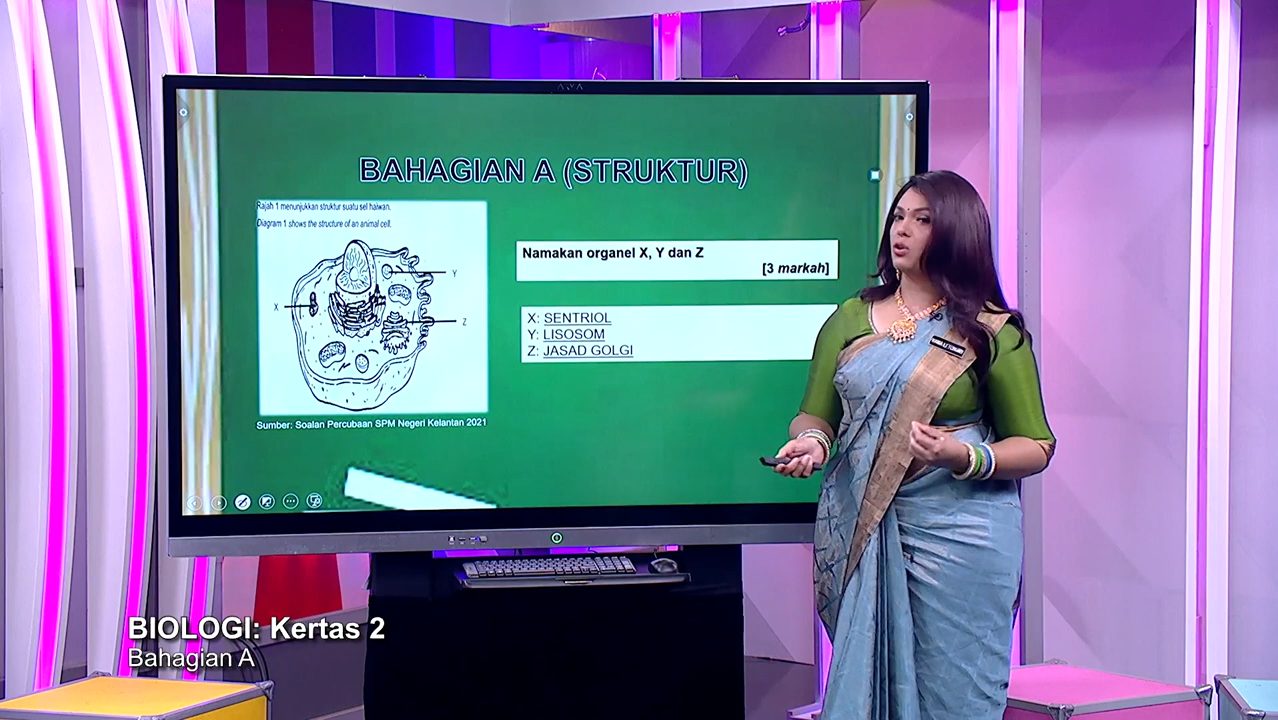 BAHAGIAN A (STRUKTUR)
Rajah 1 menunjukkan struktur suatu sel haiwan.
Diagram 1 shows the structure of an animal cell.
Y
X
Z
Sumber: Soalan Percubaan SPM Negeri Kelantan 2021
Namakan organel X, Y dan Z
[3 markah]
X: SENTRIOL
Y: LISOSOM
Z: JASAD GOLGI
BIOLOGI: Kertas 2
Bahagian A